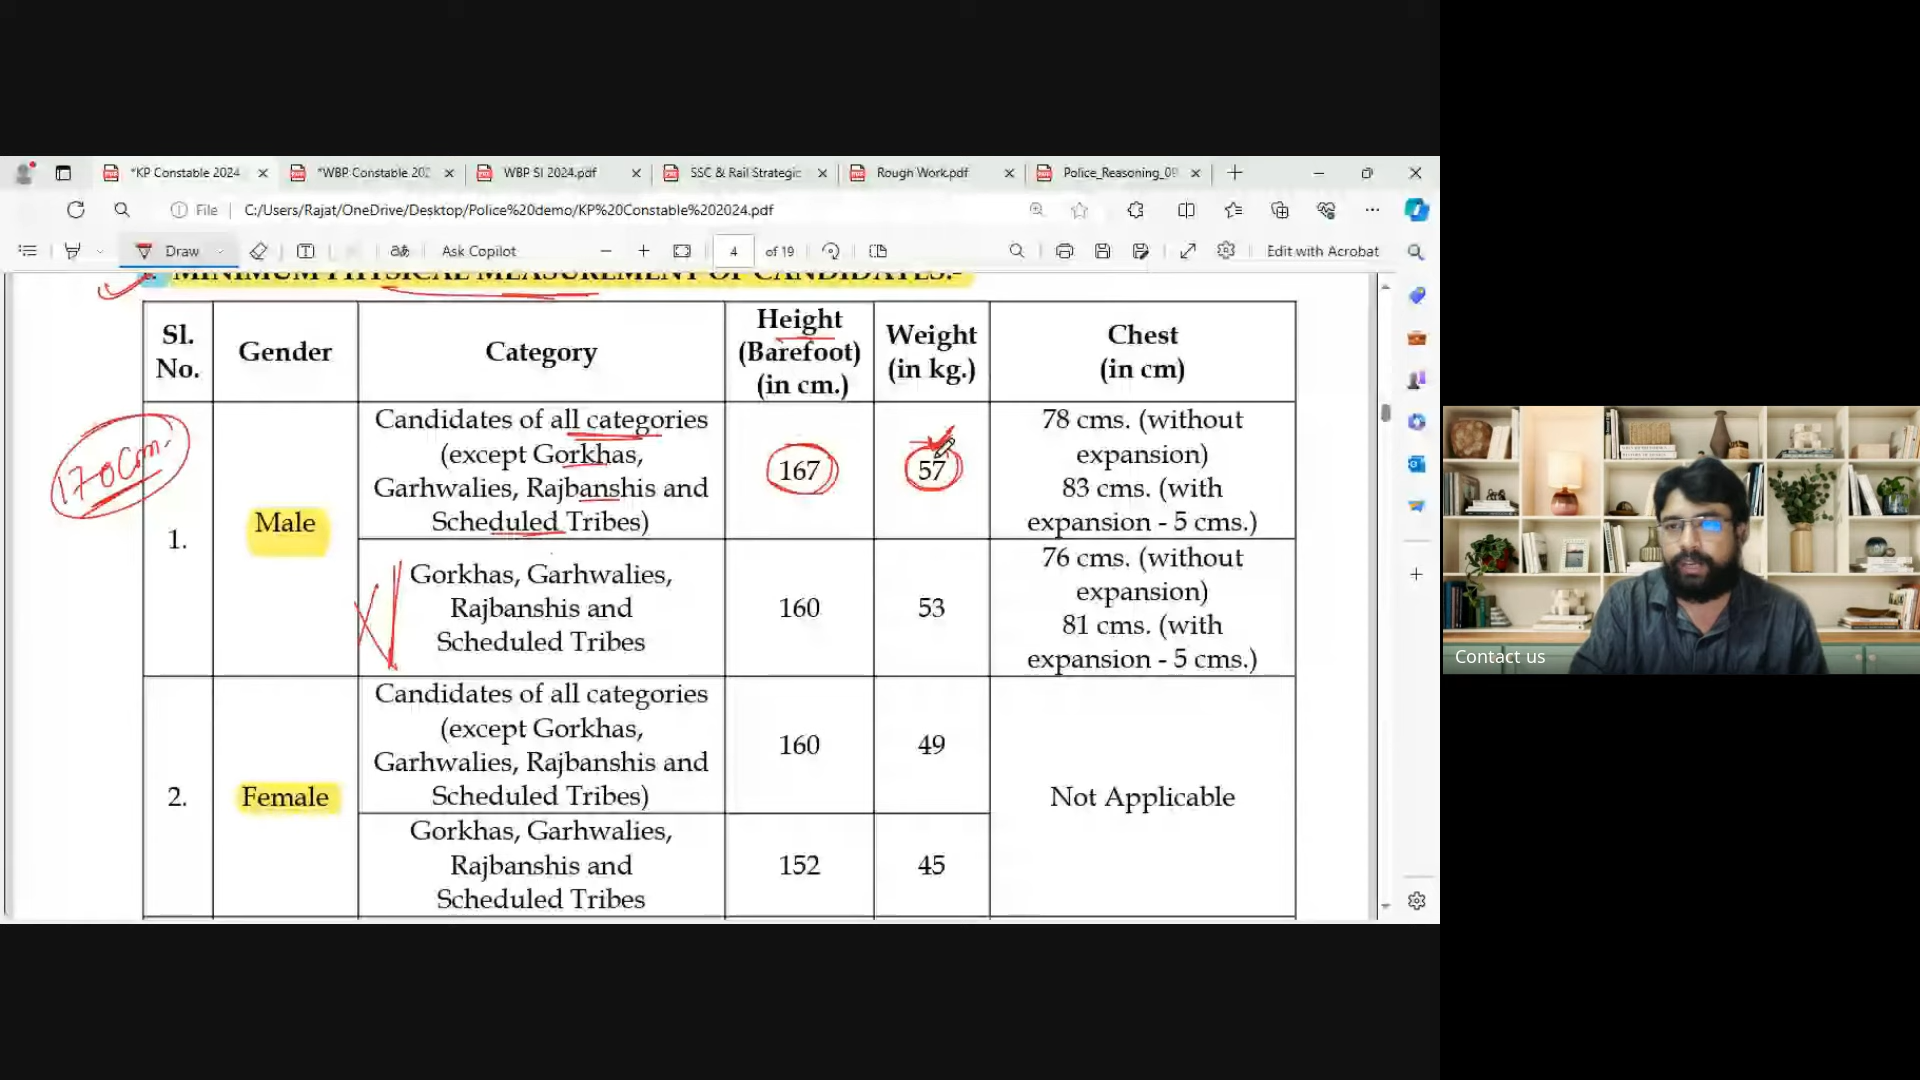 *KP Constable 2024
*WBP Constable 202
WBP SI 2024.pdf
SSC & Rail Strategic
Rough Work.pdf
Police_Reasoning_09
File
C:/Users/Rajat/OneDrive/Desktop/Police%20demo/KP%20Constable%202024.pdf
Draw
Ask Copilot
4 of 19
Edit with Acrobat
MINIMUM PHYSICAL MEASUREMENT OF CANDIDATES:-
Sl. No.
Gender
Category
Height (Barefoot) (in cm.)
Weight (in kg.)
Chest (in cm)
170cm.
1.
Male
Candidates of all categories
(except Gorkhas,
Garhwalies, Rajbanshis and
Scheduled Tribes)
167
57
78 cms. (without
expansion)
83 cms. (with
expansion - 5 cms.)
Gorkhas, Garhwalies,
Rajbanshis and
Scheduled Tribes
160
53
76 cms. (without
expansion)
81 cms. (with
expansion - 5 cms.)
2.
Female
Candidates of all categories
(except Gorkhas,
Garhwalies, Rajbanshis and
Scheduled Tribes)
160
49
Not Applicable
Gorkhas, Garhwalies,
Rajbanshis and
Scheduled Tribes
152
45
Contact us